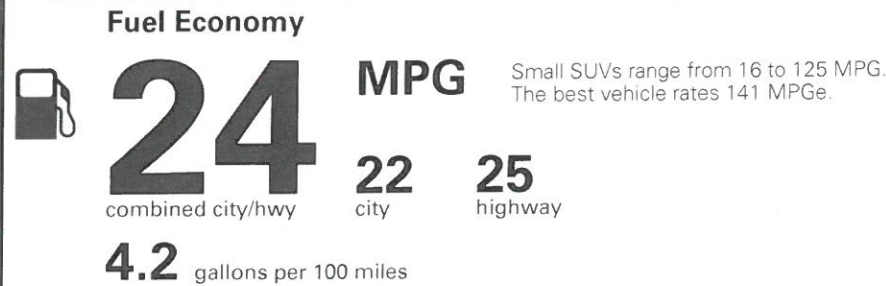 Fuel Economy
24 MPG
Small SUVs range from 16 to 125 MPG.
The best vehicle rates 141 MPGe.
combined city/hwy
22 city
25 highway
4.2 gallons per 100 miles